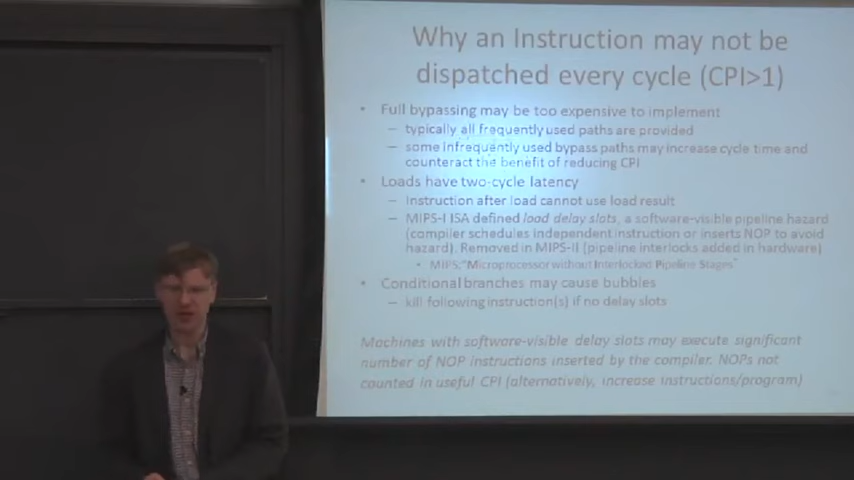 Why an Instruction may not be
dispatched every cycle (CPI>1)
• Full bypassing may be too expensive to implement
– typically all frequently used paths are provided
– some infrequently used bypass paths may increase cycle time and
counteract the benefit of reducing CPI
• Loads have two-cycle latency
– Instruction after load cannot use load result
– MIPS-I ISA defined load delay slots, a software-visible pipeline hazard
(compiler schedules independent instruction or inserts NOP to avoid
hazard). Removed in MIPS-II (pipeline interlocks added in hardware)
• MIPS:"Microprocessor without Interlocked Pipeline Stages"
• Conditional branches may cause bubbles
– kill following instruction(s) if no delay slots
Machines with software-visible delay slots may execute significant
number of NOP instructions inserted by the compiler. NOPs not
counted in useful CPI (alternatively, increase instructions/program)